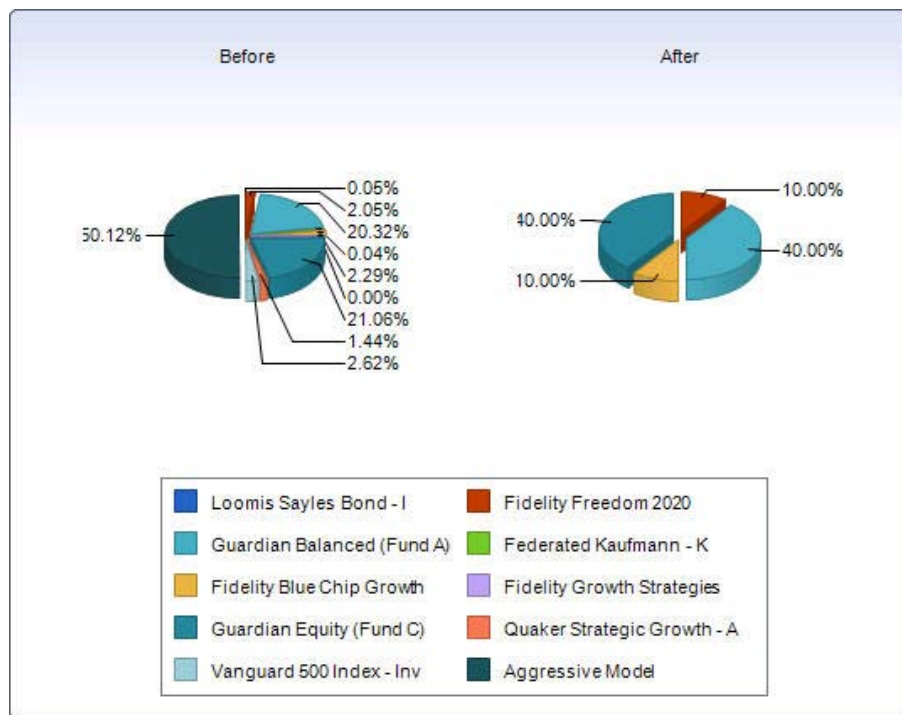 Before After
0.05%
2.05%
50.12%
20.32%
0.04%
2.29%
0.00%
21.06%
1.44%
2.62%
10.00%
40.00%
40.00%
10.00%
Loomis Sayles Bond - I Fidelity Freedom 2020
Guardian Balanced (Fund A) Federated Kaufmann - K
Fidelity Blue Chip Growth Fidelity Growth Strategies
Guardian Equity (Fund C) Quaker Strategic Growth - A
Vanguard 500 Index - Inv Aggressive Model